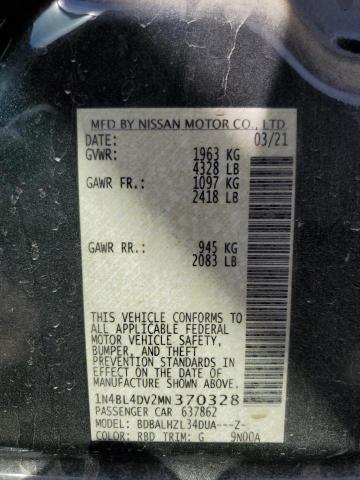 MFD BY NISSAN MOTOR CO., LTD
DATE: 03/21
GVWR: 1963 KG
4328 LB
GAWR FR.: 1097 KG
2418 LB
GAWR RR.: 945 KG
2083 LB
THIS VEHICLE CONFORMS TO
ALL APPLICABLE FEDERAL
MOTOR VEHICLE SAFETY,
BUMPER, AND THEFT
PREVENTION STANDARDS IN
EFFECT ON THE DATE OF
MANUFACTURE SHOWN ABOVE.
1N4BL4DV2MN370328
PASSENGER CAR 637862
MODEL: BDBALHZL34DUA---Z-
COLOR: RBD TRIM: G 9N00A